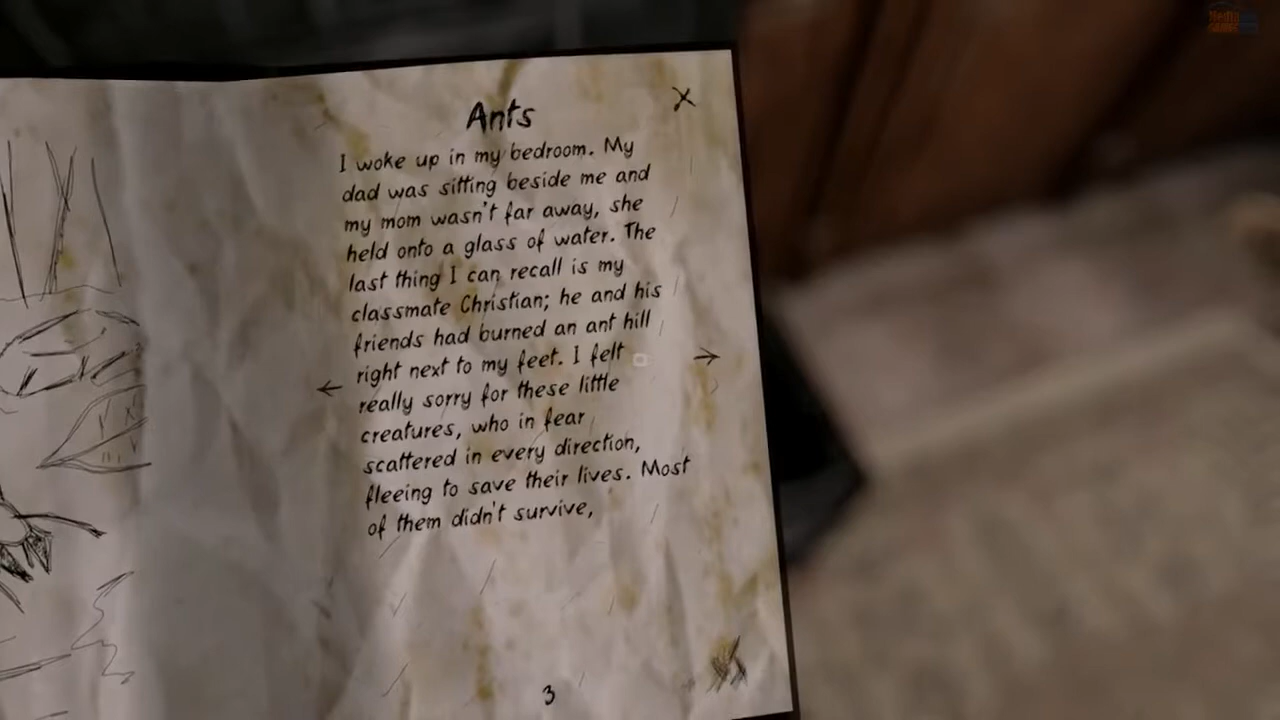 Ants
I woke up in my bedroom. My
dad was sitting beside me and
my mom wasn't far away, she
held onto a glass of water. The
last thing I can recall is my
classmate Christian; he and his
friends had burned an ant hill
right next to my feet. I felt
really sorry for these little
creatures, who in fear
scattered in every direction,
fleeing to save their lives. Most
of them didn't survive,
3